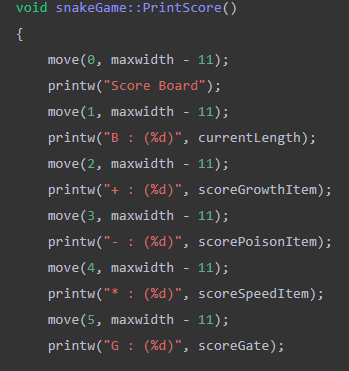 void snakeGame::PrintScore()
{
move(0, maxwidth - 11);
printw("Score Board");
move(1, maxwidth - 11);
printw("B : (%d)", currentLength);
move(2, maxwidth - 11);
printw("+ : (%d)", scoreGrowthItem);
move(3, maxwidth - 11);
printw("- : (%d)", scorePoisonItem);
move(4, maxwidth - 11);
printw("* : (%d)", scoreSpeedItem);
move(5, maxwidth - 11);
printw("G : (%d)", scoreGate);